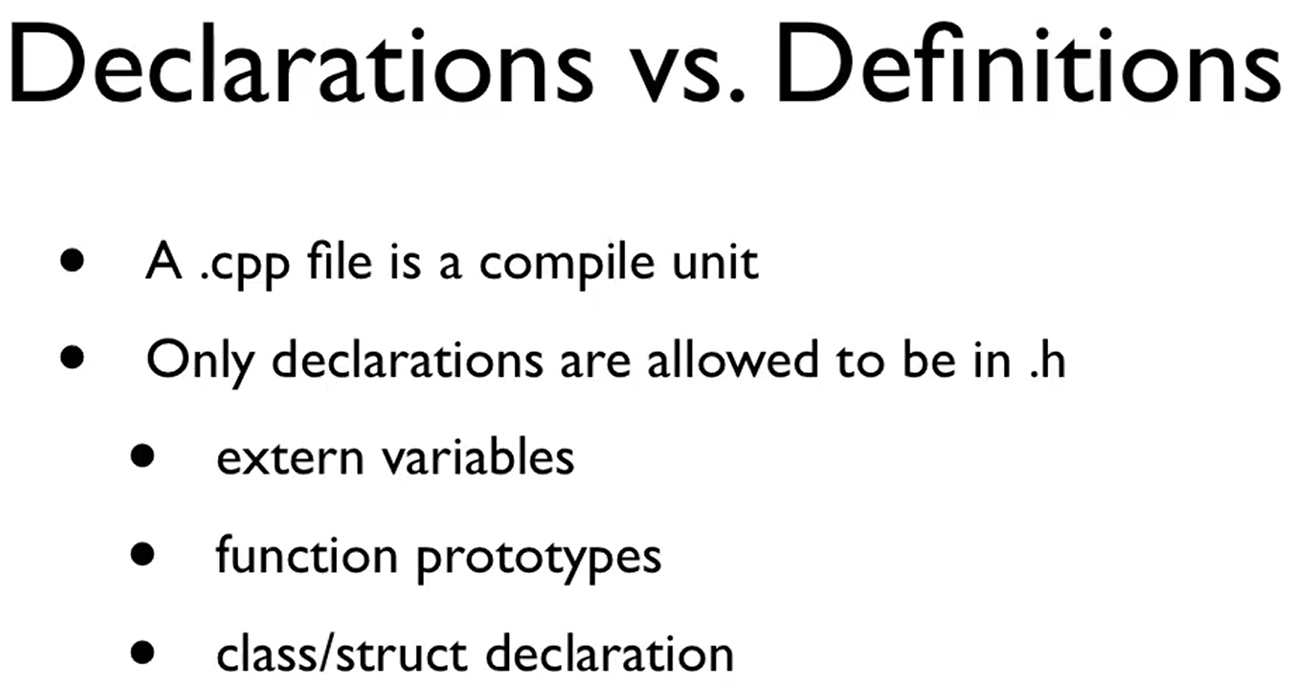 Declarations vs. Definitions
• A .cpp file is a compile unit
• Only declarations are allowed to be in .h
• extern variables
• function prototypes
• class/struct declaration